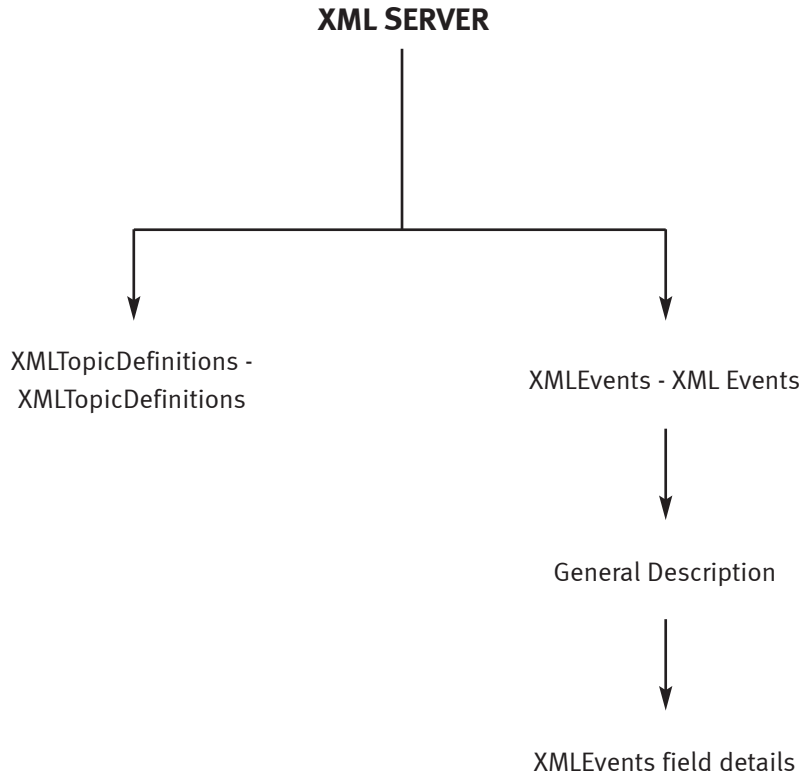 XML SERVER
XMLTopicDefinitions -
XMLTopicDefinitions
XMLEvents - XML Events
General Description
XMLEvents field details